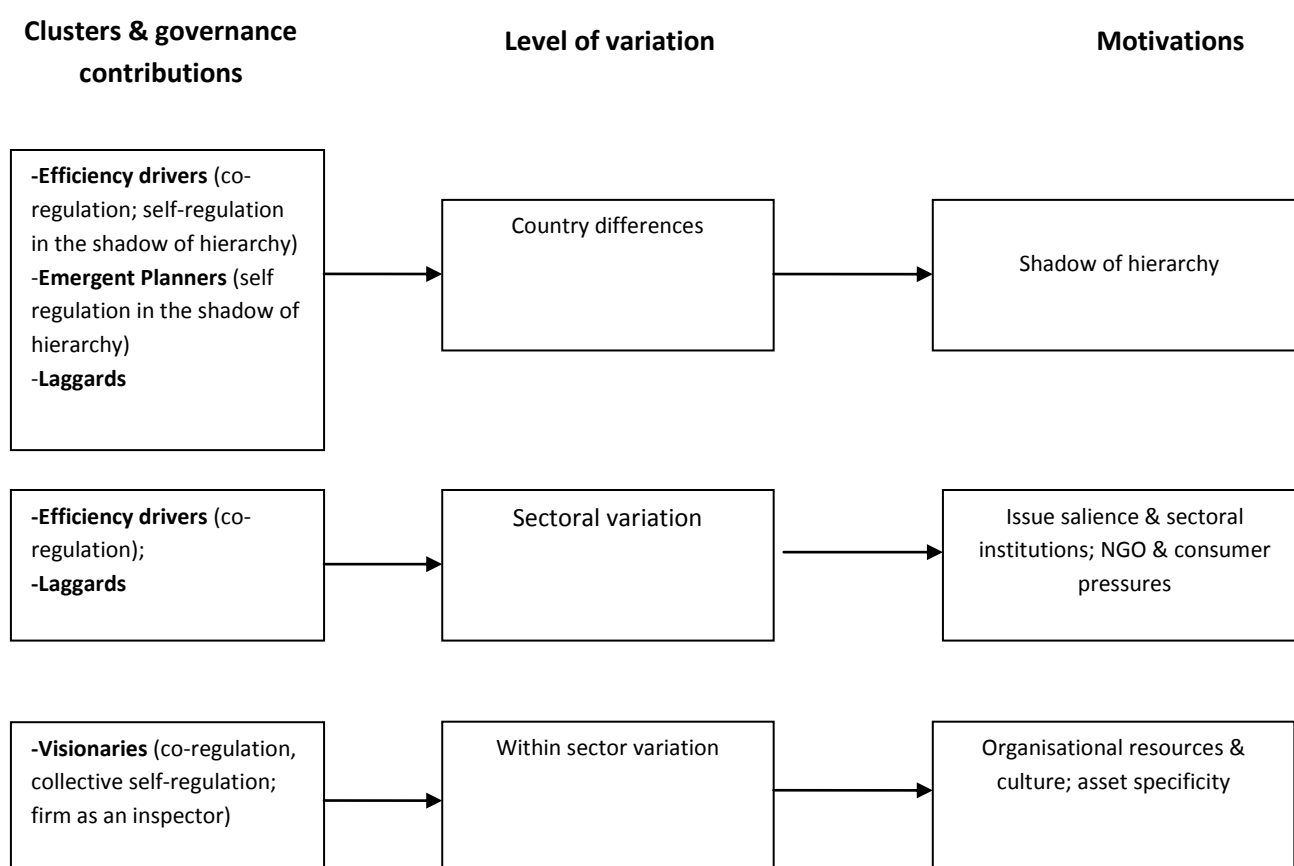 Clusters & governance
contributions
Level of variation
Motivations
-Efficiency drivers (co-
regulation; self-regulation
in the shadow of hierarchy)
-Emergent Planners (self
regulation in the shadow of
hierarchy)
-Laggards
Country differences
Shadow of hierarchy
-Efficiency drivers (co-
regulation);
-Laggards
Sectoral variation
Issue salience & sectoral
institutions; NGO & consumer
pressures
-Visionaries (co-regulation,
collective self-regulation;
firm as an inspector)
Within sector variation
Organisational resources &
culture; asset specificity